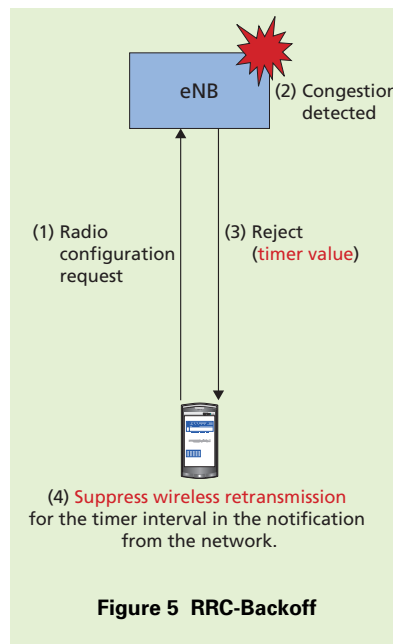 eNB
(2) Congestion
detected
(1) Radio
configuration
request
(3) Reject
(timer value)
(4) Suppress wireless retransmission
for the timer interval in the notification
from the network.
Figure 5 RRC-Backoff